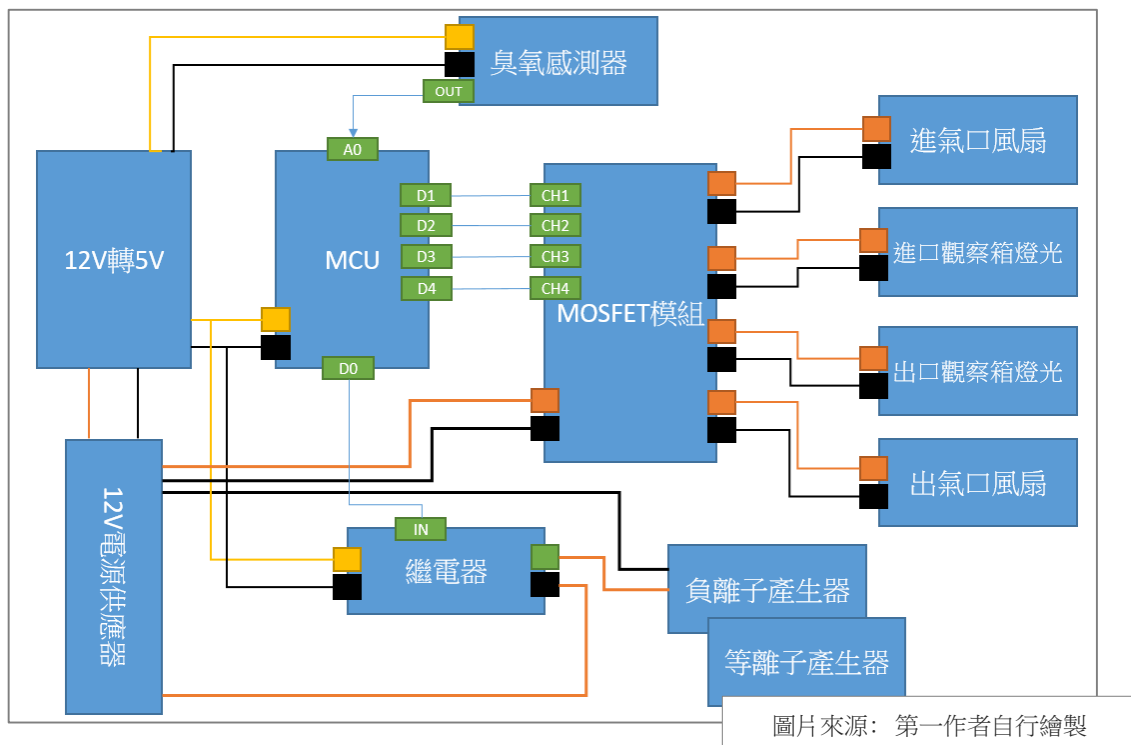 臭氧感測器
OUT
A0
12V轉5V
MCU
D1
D2
D3
D4
D0
CH1
CH2
CH3
CH4
MOSFET模組
進氣口風扇
進口觀察箱燈光
出口觀察箱燈光
出氣口風扇
12V電源供應器
IN
繼電器
負離子產生器
等離子產生器
圖片來源: 第一作者自行繪製